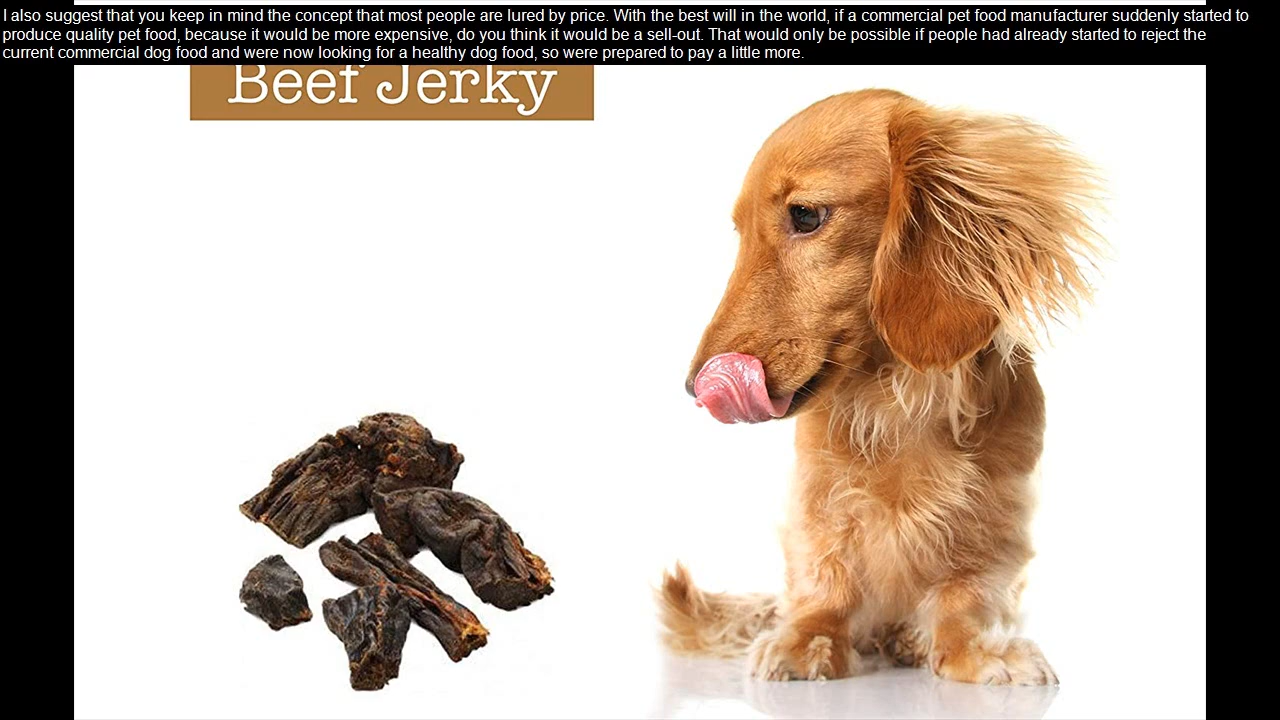 I also suggest that you keep in mind the concept that most people are lured by price. With the best will in the world, if a commercial pet food manufacturer suddenly started to
produce quality pet food, because it would be more expensive, do you think it would be a sell-out. That would only be possible if people had already started to reject the
current commercial dog food and were now looking for a healthy dog food, so were prepared to pay a little more.
Beef Jerky